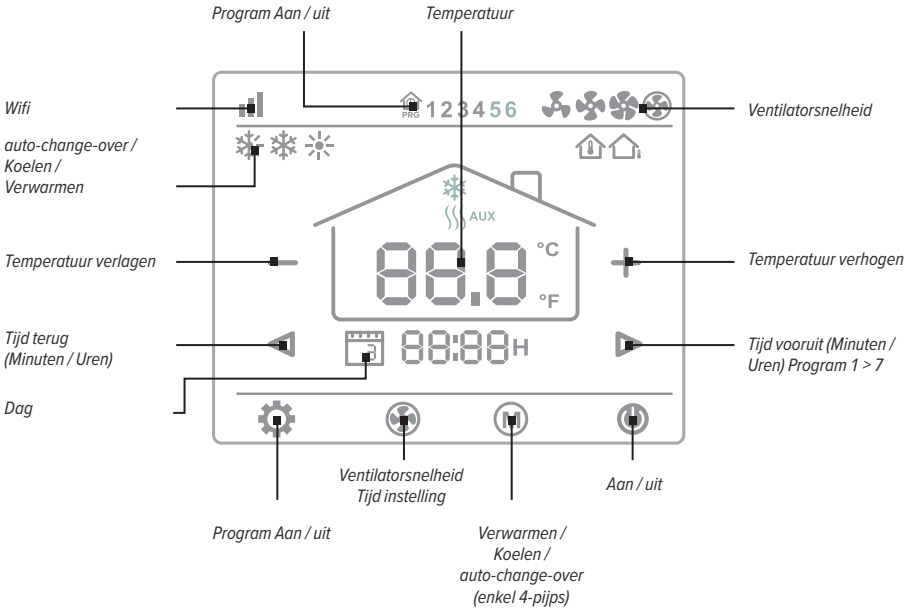 Program Aan / uit
Temperatuur
Wifi
PRG
1 2 3 4 5 6
Ventilatorsnelheid
auto-change-over /
Koelen /
Verwarmen
AUX
Temperatuur verlagen
88.8
°C
°F
Temperatuur verhogen
Tijd terug
(Minuten / Uren)
3
88:88 H
Tijd vooruit (Minuten /
Uren) Program 1 > 7
Dag
M
Ventilatorsnelheid
Tijd instelling
Aan / uit
Program Aan / uit
Verwarmen /
Koelen /
auto-change-over
(enkel 4-pijps)